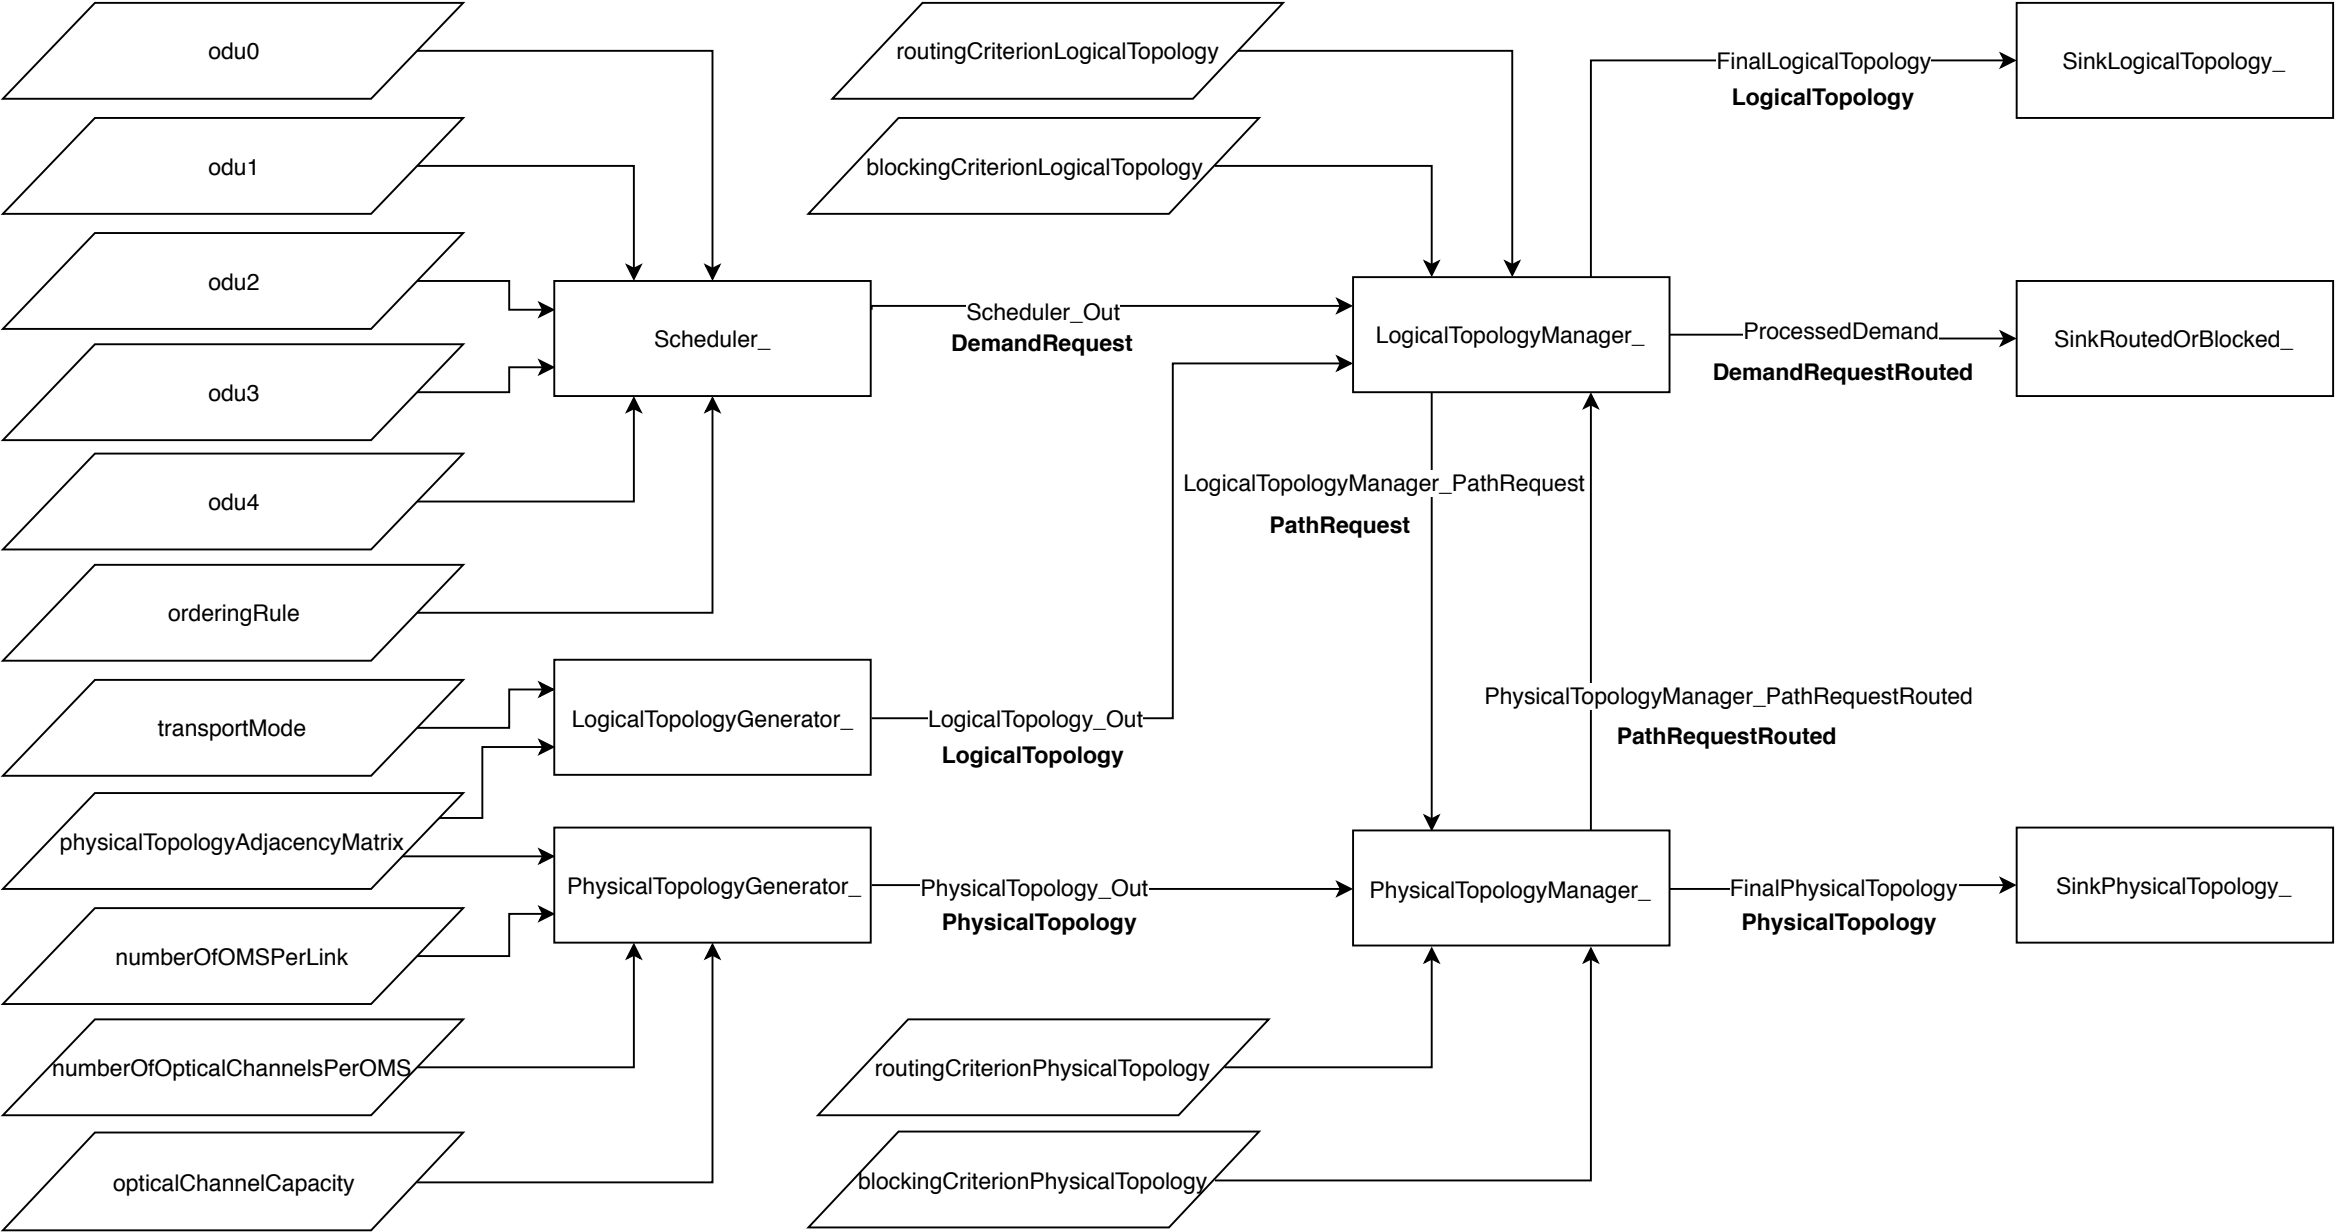 odu0
routingCriterionLogicalTopology
FinalLogicalTopology
LogicalTopology
SinkLogicalTopology_
odu1
blockingCriterionLogicalTopology
odu2
Scheduler_
Scheduler_Out
DemandRequest
LogicalTopologyManager_
ProcessedDemand
DemandRequestRouted
SinkRoutedOrBlocked_
odu3
odu4
LogicalTopologyManager_PathRequest
PathRequest
orderingRule
transportMode
LogicalTopologyGenerator_
LogicalTopology_Out
LogicalTopology
PhysicalTopologyManager_PathRequestRouted
PathRequestRouted
physicalTopologyAdjacencyMatrix
PhysicalTopologyGenerator_
PhysicalTopology_Out
PhysicalTopology
PhysicalTopologyManager_
FinalPhysicalTopology
PhysicalTopology
SinkPhysicalTopology_
numberOfOMSPerLink
numberOfOpticalChannelsPerOMS
routingCriterionPhysicalTopology
opticalChannelCapacity
blockingCriterionPhysicalTopology